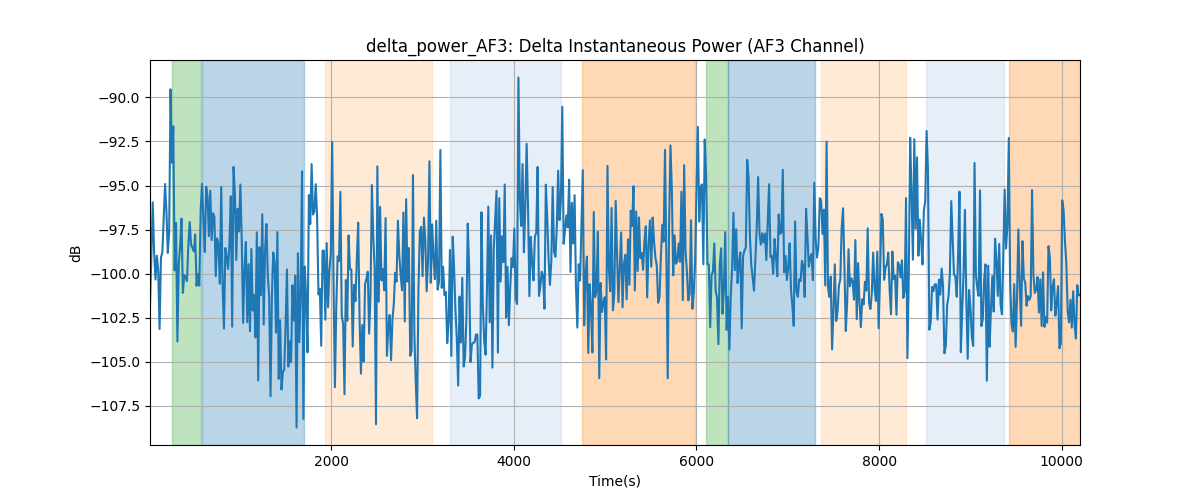 delta_power_AF3: Delta Instantaneous Power (AF3 Channel)
dB
−90.0
−92.5
−95.0
−97.5
−100.0
−102.5
−105.0
−107.5
2000 4000 6000 8000 10000
Time(s)